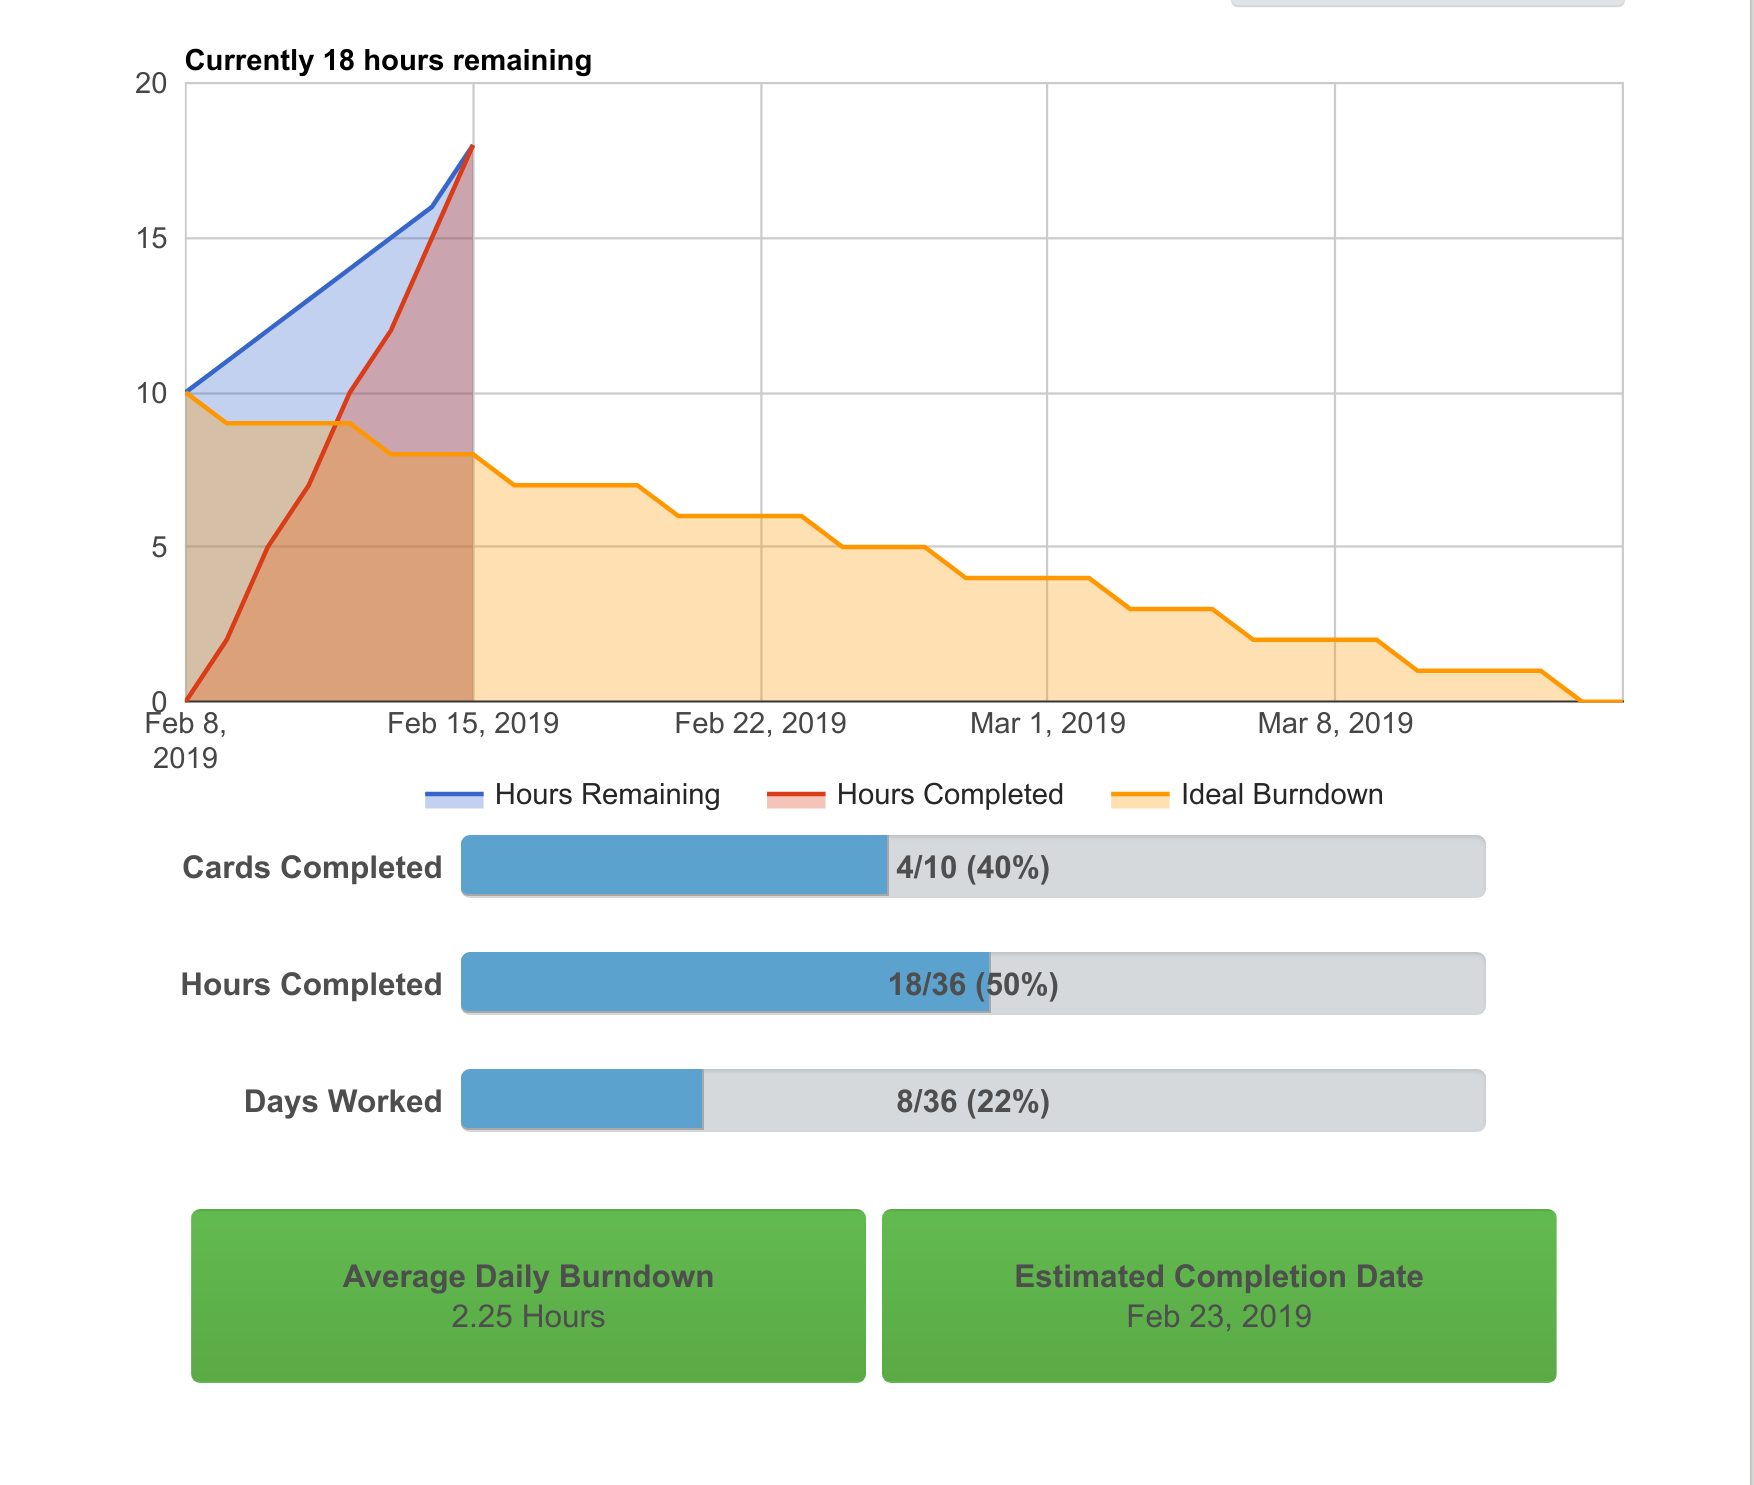 Currently 18 hours remaining
20
15
10
5
0
Feb 8,
2019
Feb 15, 2019
Feb 22, 2019
Mar 1, 2019
Mar 8, 2019
Hours Remaining
Hours Completed
Ideal Burndown
Cards Completed
4/10 (40%)
Hours Completed
18/36 (50%)
Days Worked
8/36 (22%)
Average Daily Burndown
2.25 Hours
Estimated Completion Date
Feb 23, 2019